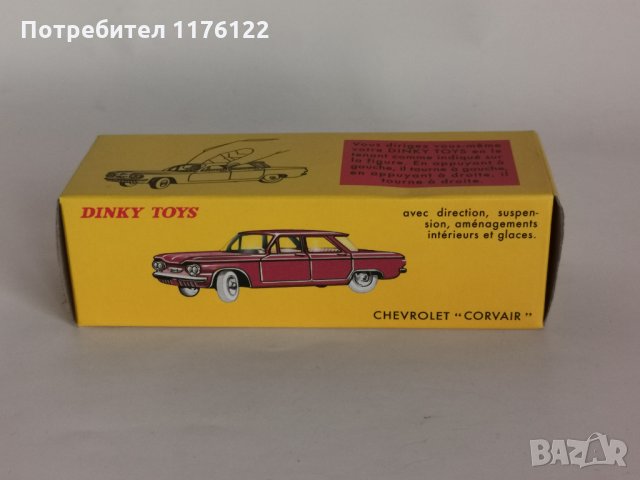 Потребител 1176122
Vous dirigez vous-même
votre DINKY TOYS en le
tenant comme indiqué sur
la figure. En appuyant à
gauche, il tourne à gauche,
en appuyant à droite, il
tourne à droite.
DINKY TOYS
avec direction, suspen-
sion, aménagements
intérieurs et glaces.
CHEVROLET "CORVAIR"
BAZAR